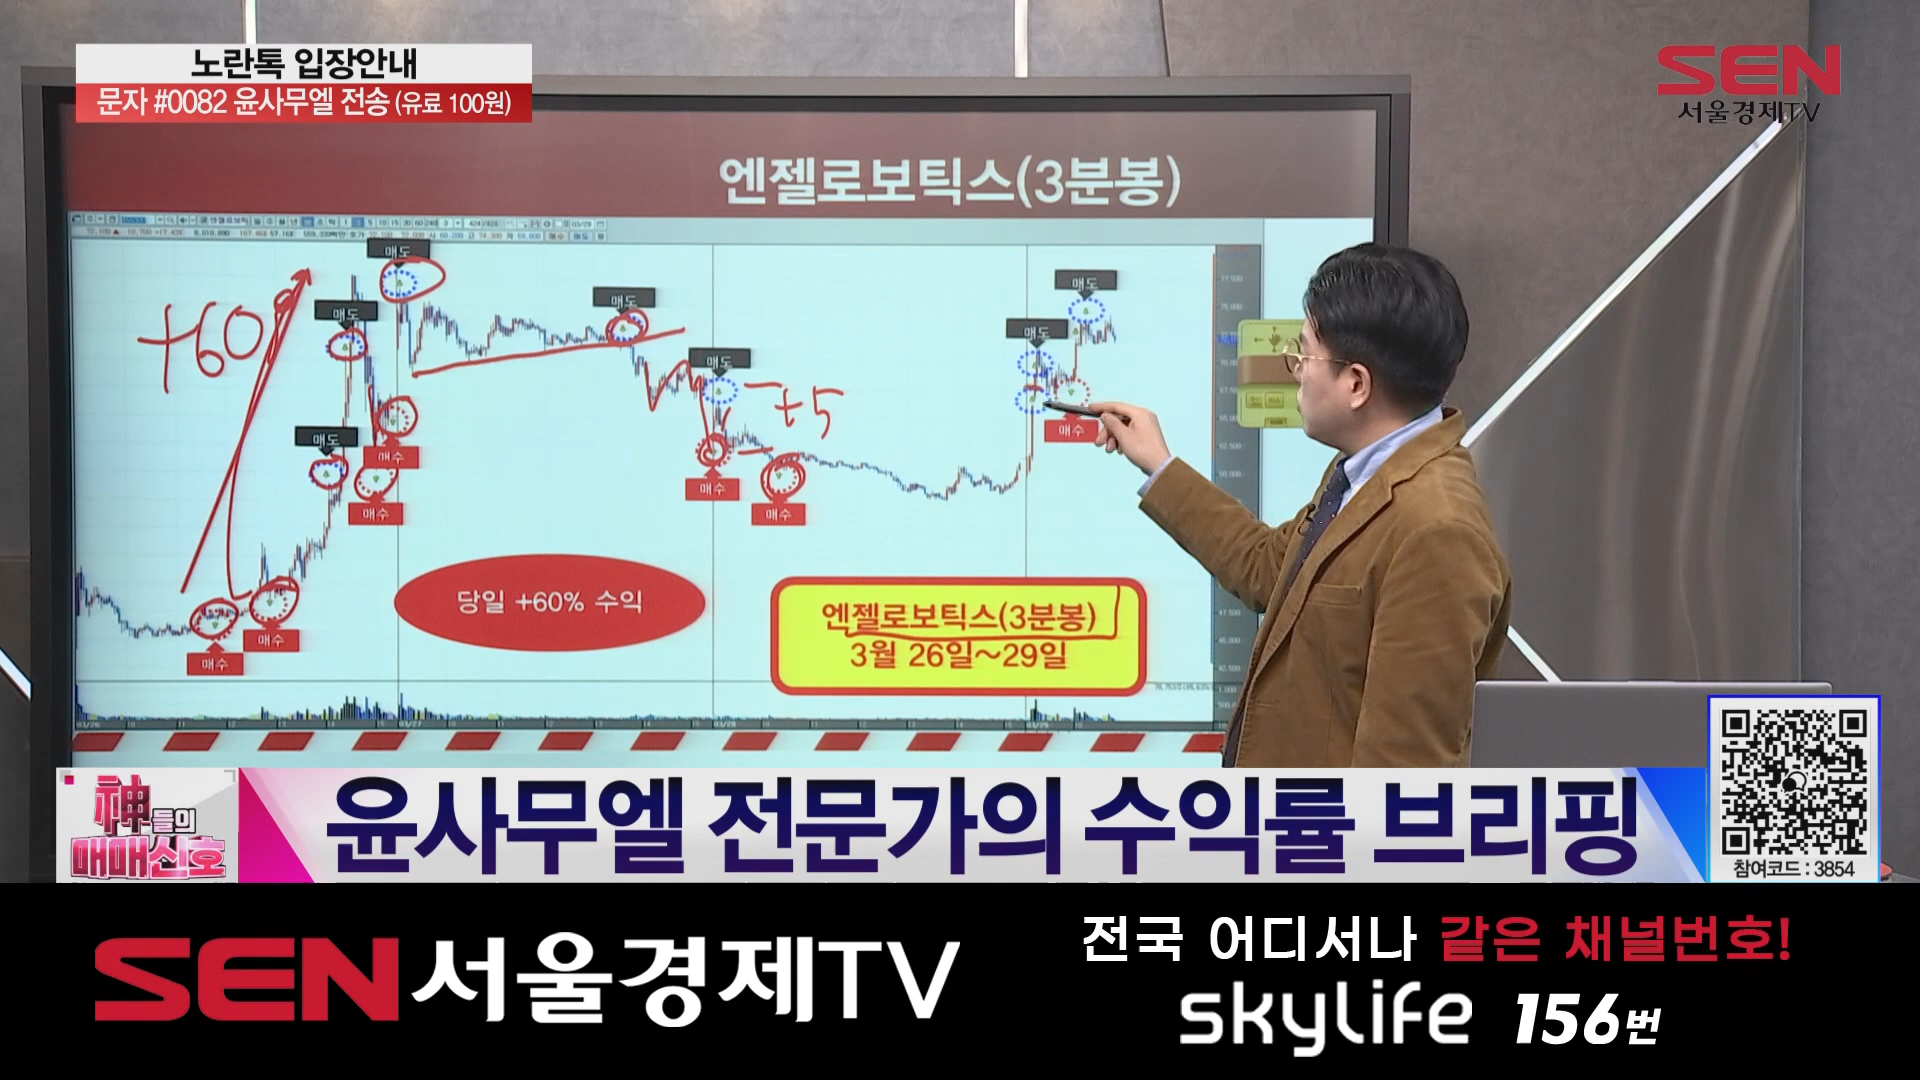 노란톡 입장안내
문자 #0082 윤사무엘 전송 (유료 100원)
SEN
서울경제TV
엔젤로보틱스(3분봉)
매도
매도
매도
매도
매도
매도
매도
+60
+5
매수
매수
매수
매수
매수
매수
매수
당일 +60% 수익
엔젤로보틱스(3분봉)
3월 26일~29일
神들의
매매신호
윤사무엘 전문가의 수익률 브리핑
참여코드 : 3854
SEN 서울경제TV
전국 어디서나 같은 채널번호!
skylife 156번